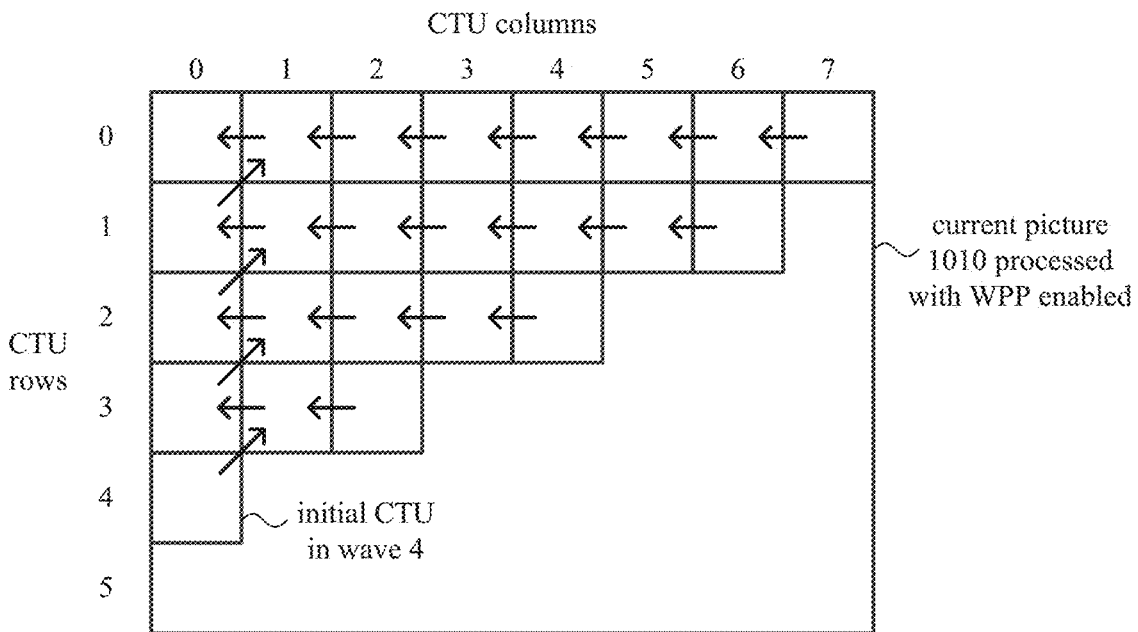 CTU columns
0 1 2 3 4 5 6 7
0
1
current picture
1010 processed
with WPP enabled
2
CTU
rows
3
4
initial CTU
in wave 4
5